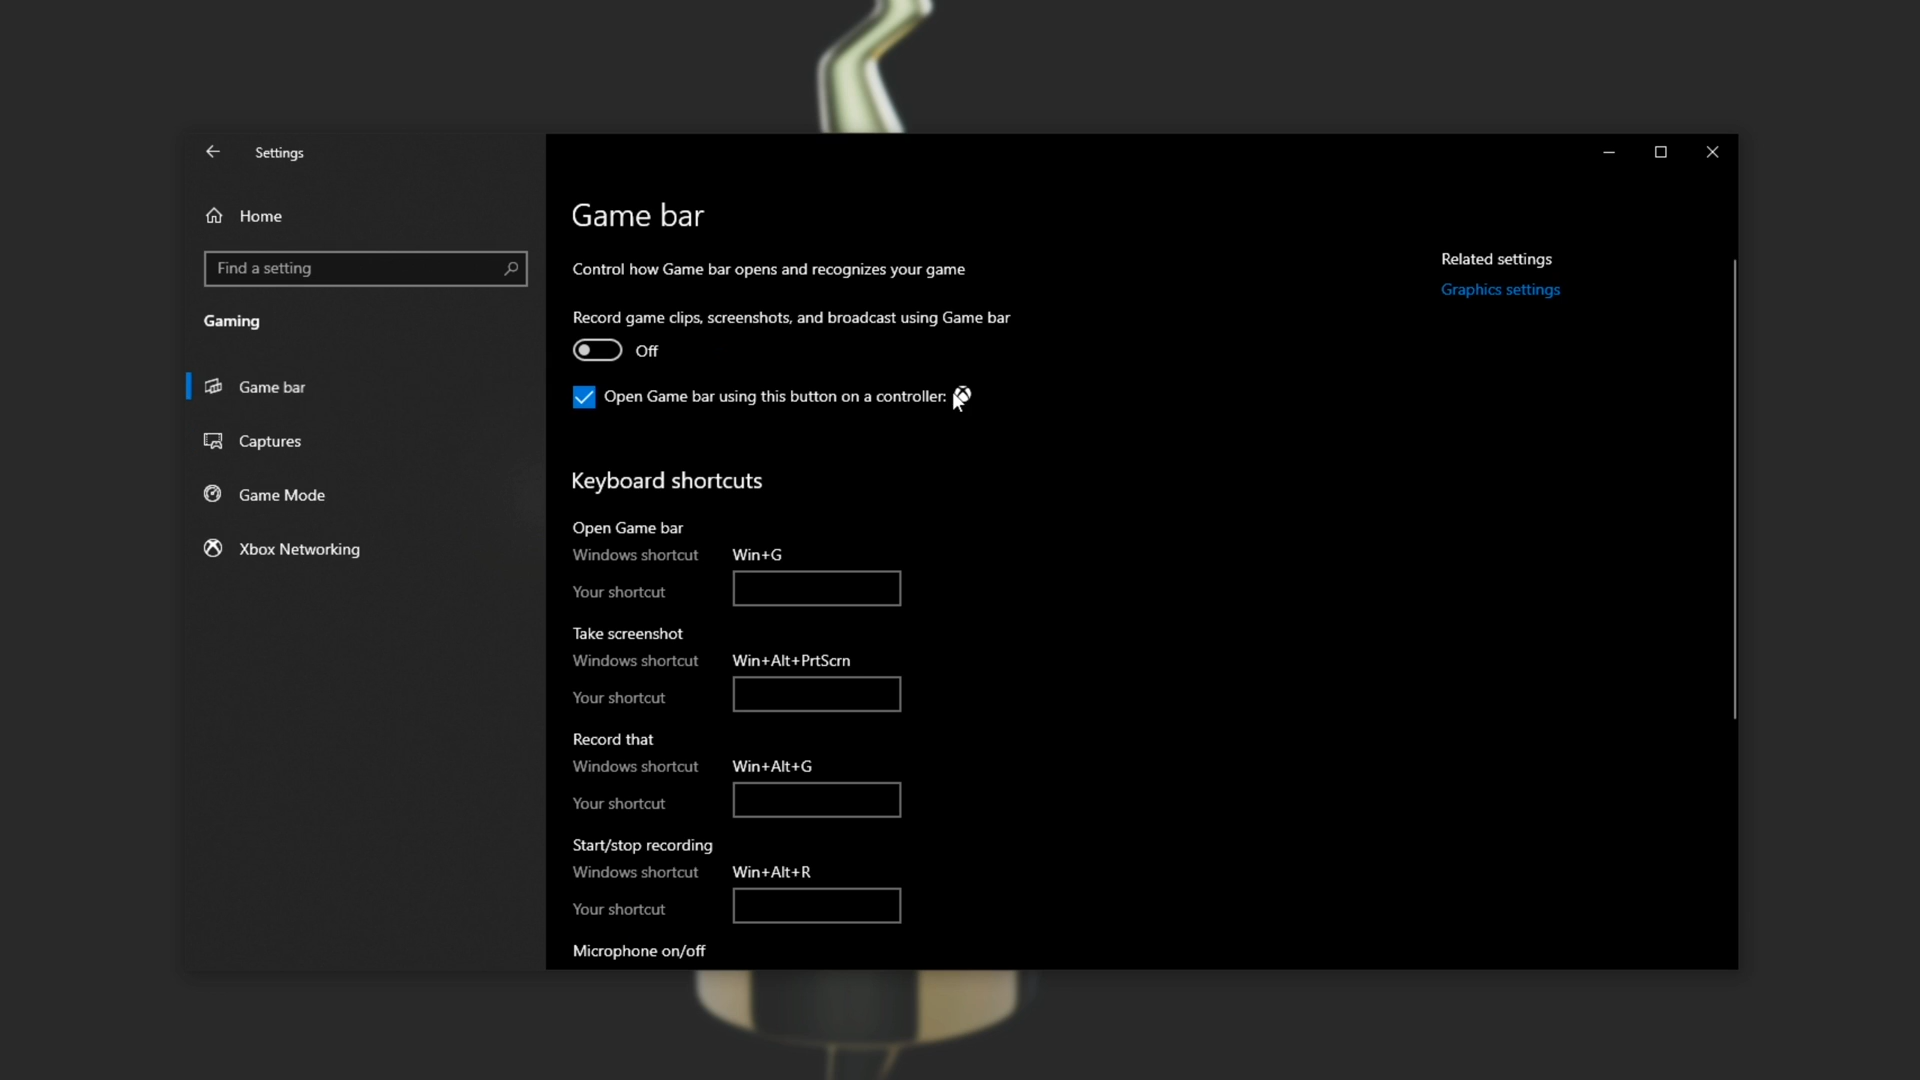 Settings
Home
Find a setting
Gaming
Game bar
Captures
Game Mode
Xbox Networking
Game bar
Control how Game bar opens and recognizes your game
Record game clips, screenshots, and broadcast using Game bar
Off
Open Game bar using this button on a controller:
Keyboard shortcuts
Open Game bar
Windows shortcut Win+G
Your shortcut
Take screenshot
Windows shortcut Win+Alt+PrtScrn
Your shortcut
Record that
Windows shortcut Win+Alt+G
Your shortcut
Start/stop recording
Windows shortcut Win+Alt+R
Your shortcut
Microphone on/off
Related settings
Graphics settings